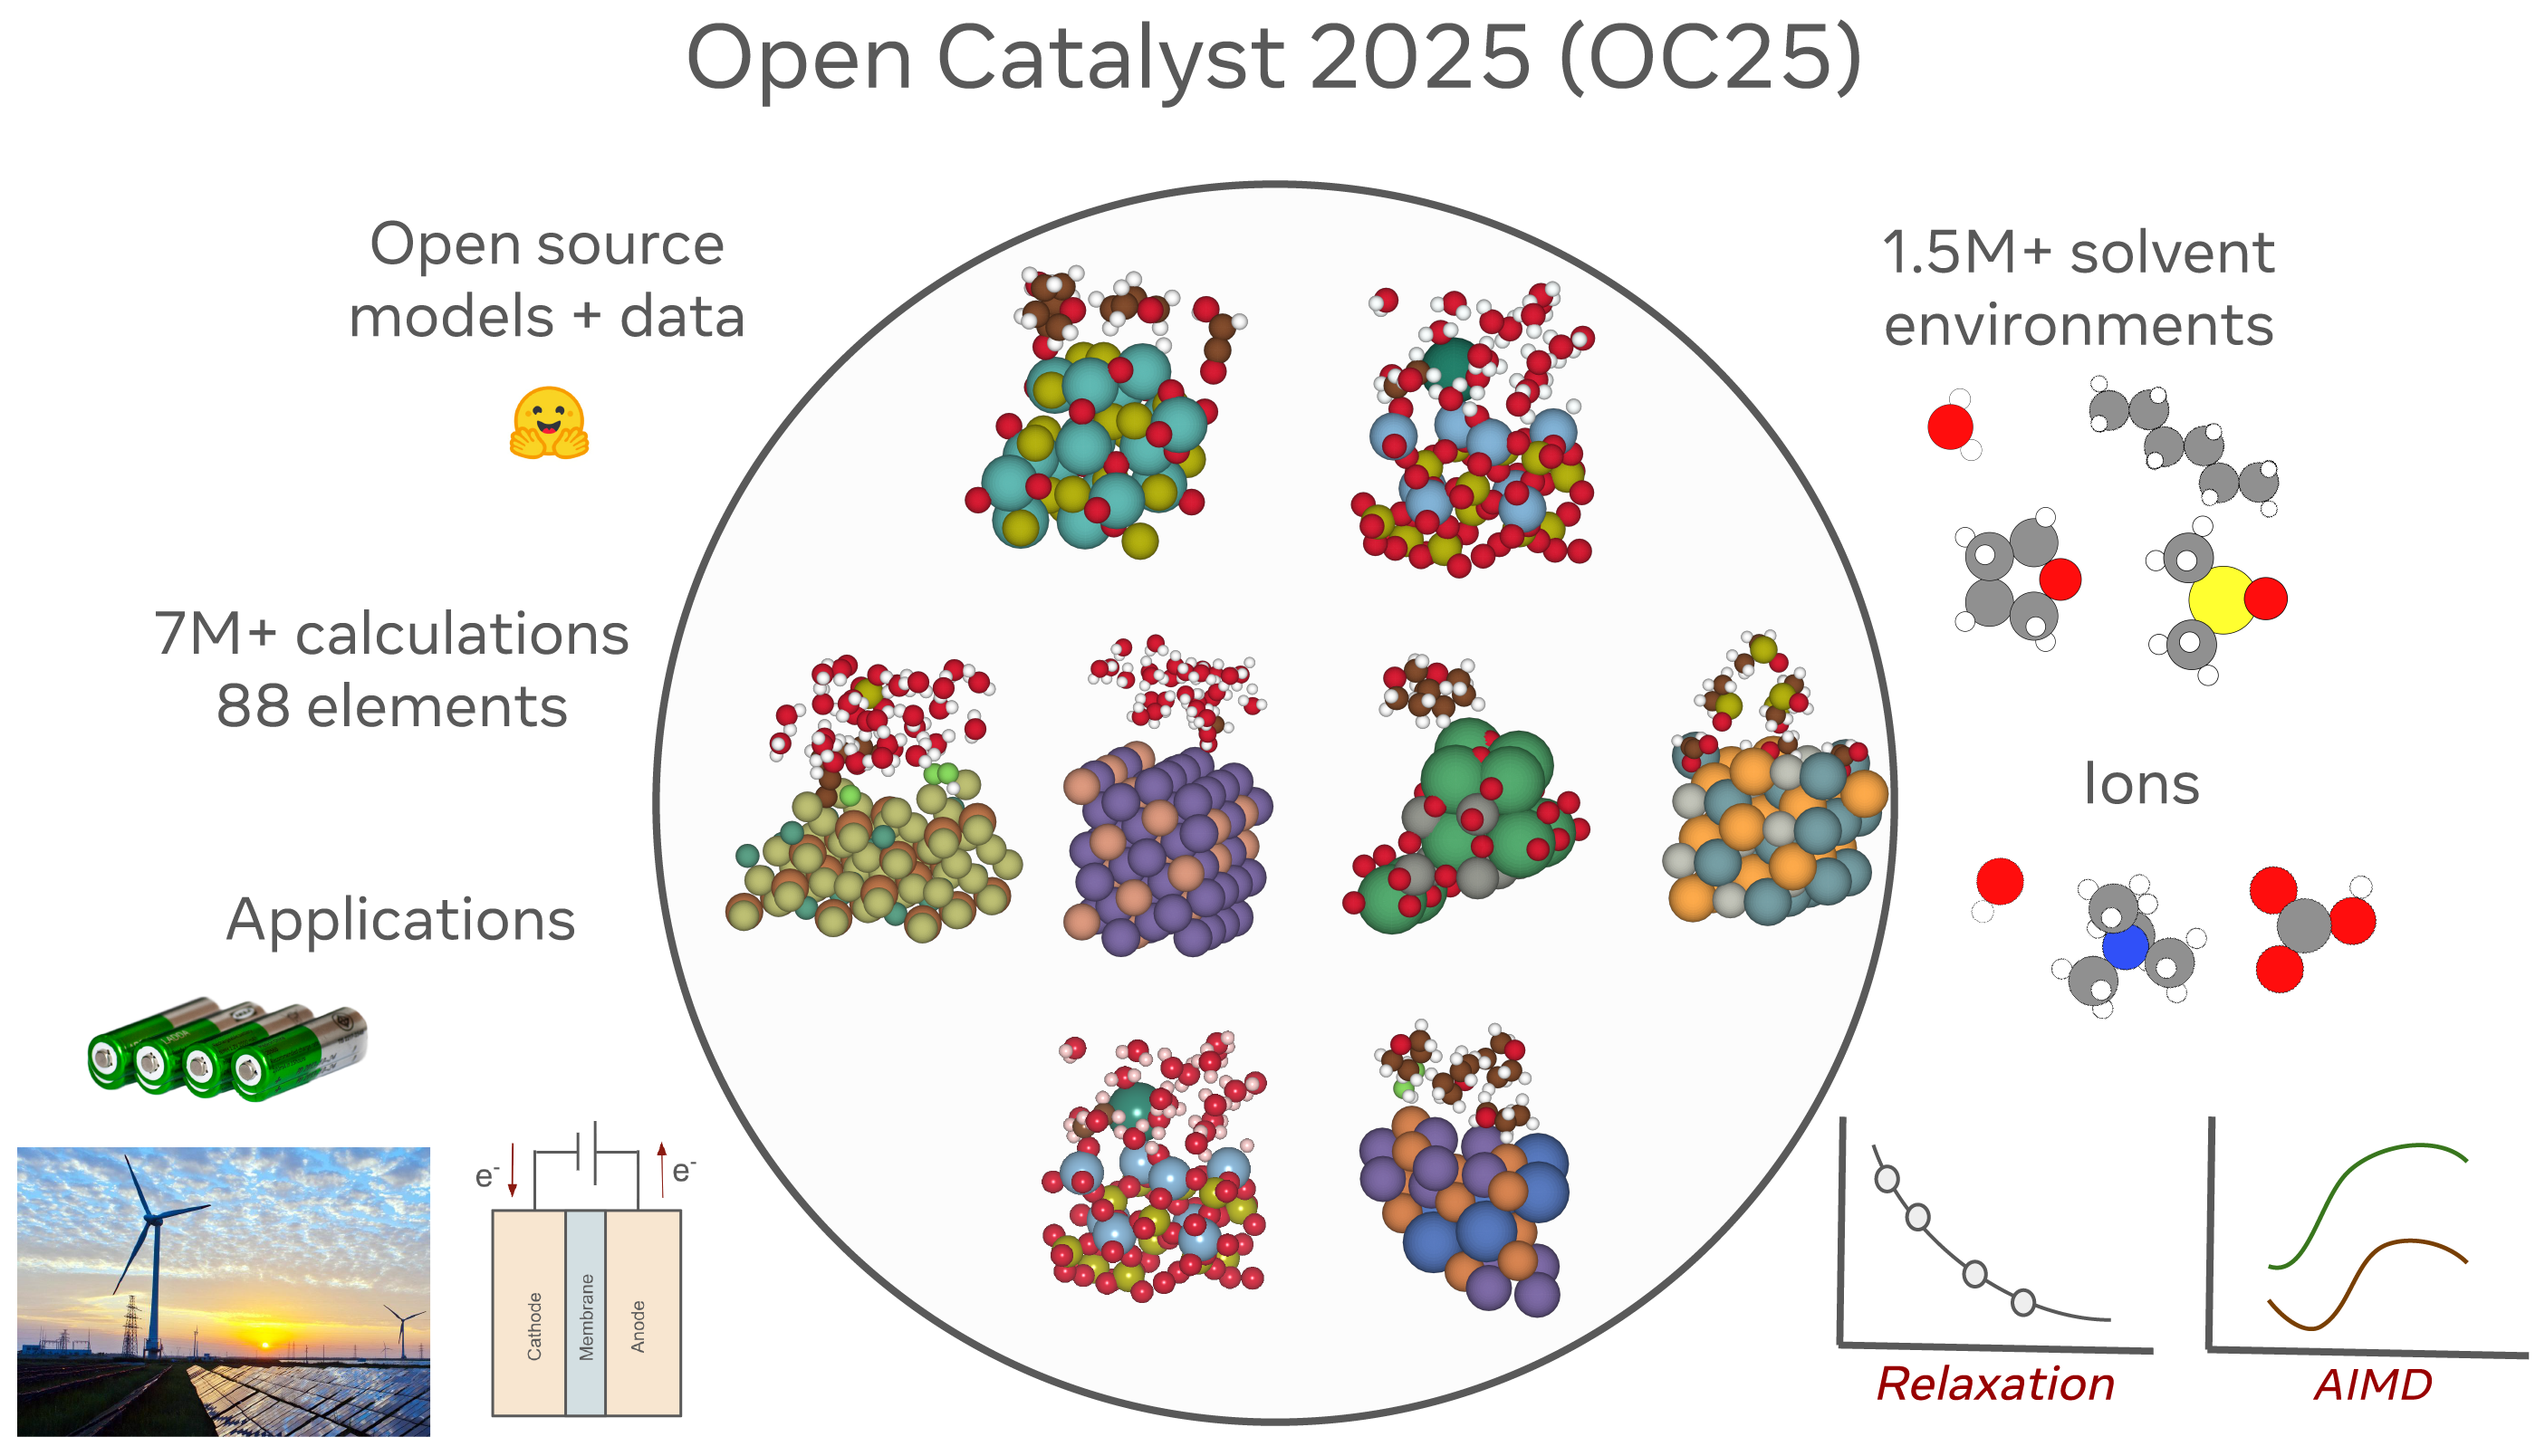 Open Catalyst 2025 (OC25)
Open source
models + data
7M+ calculations
88 elements
Applications
e-
e-
Cathode
Membrane
Anode
1.5M+ solvent
environments
Ions
Relaxation
AIMD